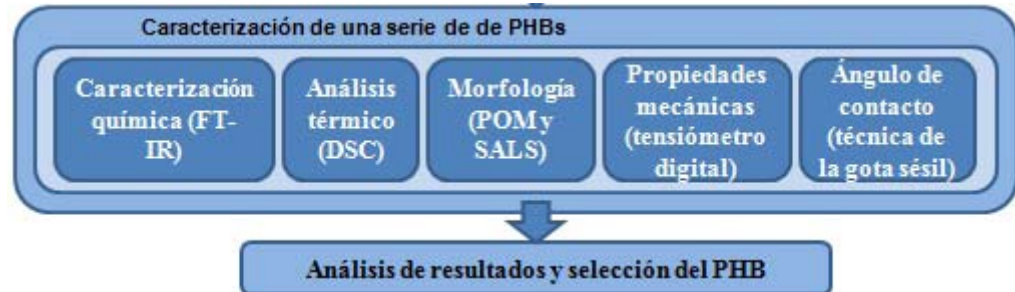 Caracterización de una serie de de PHBs
Caracterización
química (FT-
IR)
Análisis
térmico
(DSC)
Morfología
(POM y
SALS)
Propiedades
mecánicas
(tensiómetro
digital)
Ángulo de
contacto
(técnica de
la gota sésil)
Análisis de resultados y selección del PHB